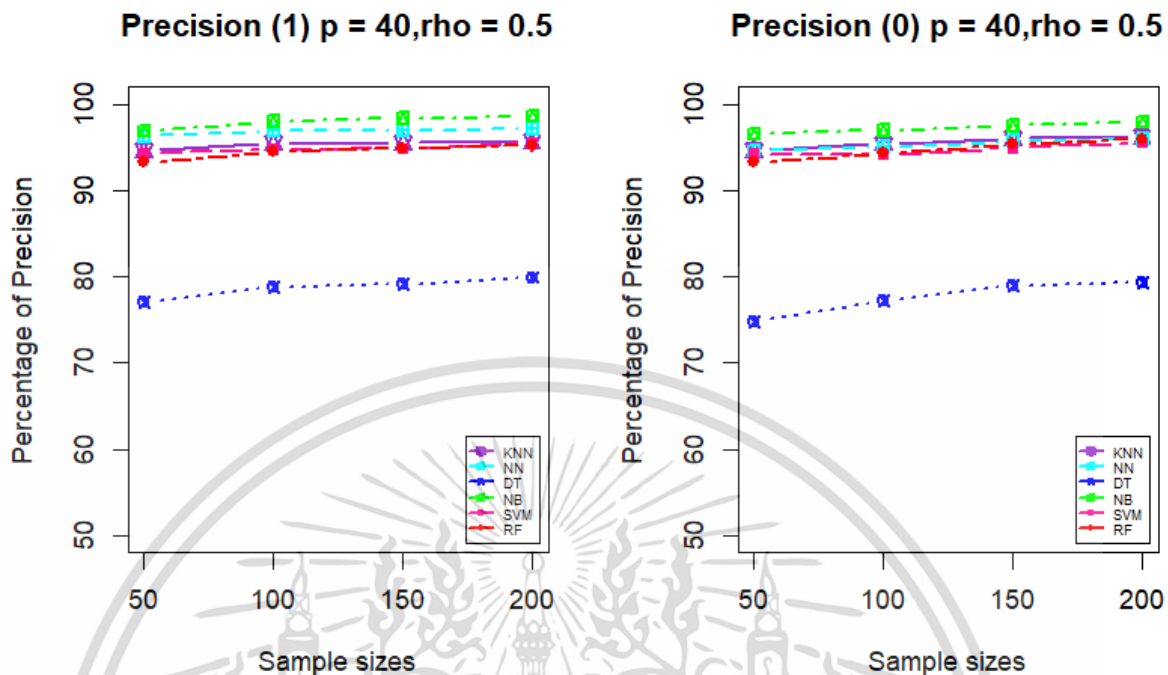 Precision (1) p = 40,rho = 0.5
Percentage of Precision
100
90
80
70
60
50
KNN
NN
DT
NB
SVM
RF
50 100 150 200
Sample sizes
Precision (0) p = 40,rho = 0.5
Percentage of Precision
100
90
80
70
60
50
KNN
NN
DT
NB
SVM
RF
50 100 150 200
Sample sizes